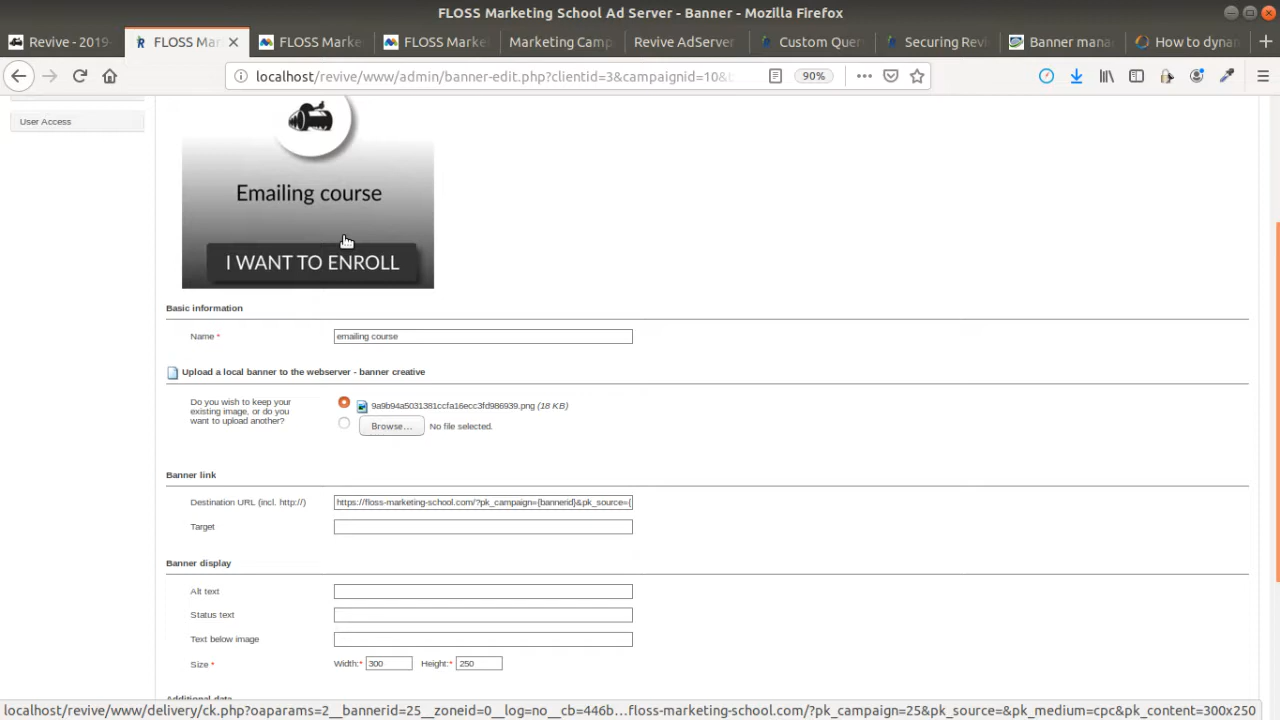 FLOSS Marketing School Ad Server - Banner - Mozilla Firefox
Revive - 2019- FLOSS Mar FLOSS Marke FLOSS Marke Marketing Camp Revive AdServer Custom Quer Securing Revi Banner mana How to dyna
localhost/revive/www/admin/banner-edit.php?clientid=3&campaignid=10& 90%
User Access
Emailing course
I WANT TO ENROLL
Basic information
Name * emailing course
Upload a local banner to the webserver - banner creative
Do you wish to keep your
existing image, or do you
want to upload another?
9a9b94a5031381ccfa16ecc3fd986939.png (18 KB)
Browse... No file selected.
Banner link
Destination URL (incl. http://) https://floss-marketing-school.com/?pk_campaign={bannerid}&pk_source={
Target
Banner display
Alt text
Status text
Text below image
Size * Width:* 300 Height:* 250
Additional data
localhost/revive/www/delivery/ck.php?oaparams=2__bannerid=25__zoneid=0__log=no__cb=446b…floss-marketing-school.com/?pk_campaign=25&pk_source=&pk_medium=cpc&pk_content=300x250